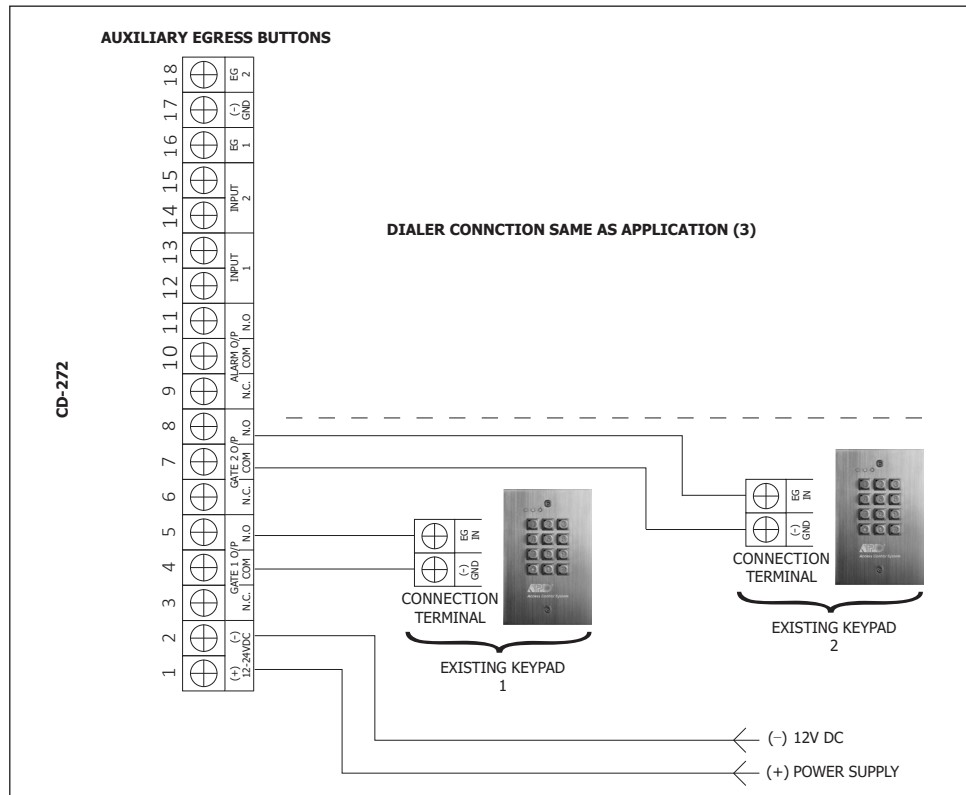 AUXILIARY EGRESS BUTTONS
CD-272
18 EG 2
17 (-) GND
16 EG 1
15
14
INPUT 2
13
12
INPUT 1
11 N.O
10 COM
9 N.C.
ALARM O/P
8 N.O
7 COM
6 N.C.
GATE 2 O/P
5 N.O
4 COM
3 N.C.
GATE 1 O/P
2 (-)
1 (+)
12-24VDC
DIALER CONNCTION SAME AS APPLICATION (3)
EG IN
(-) GND
CONNECTION TERMINAL
EXISTING KEYPAD
1
EG IN
(-) GND
CONNECTION TERMINAL
EXISTING KEYPAD
2
(−) 12V DC
(+) POWER SUPPLY